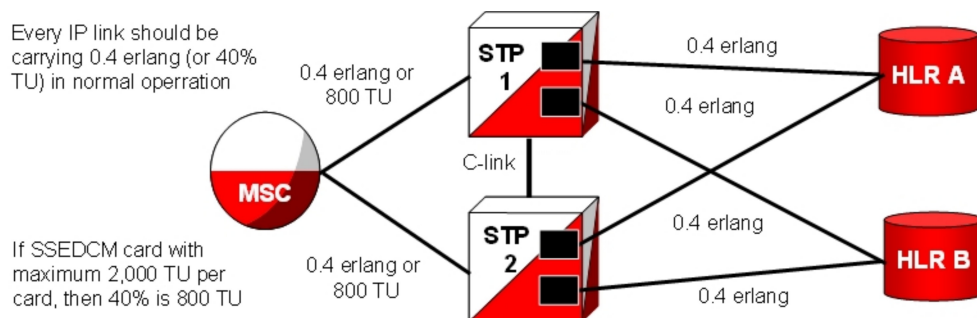 Every IP link should be
carrying 0.4 erlang (or 40%
TU) in normal operration
0.4 erlang or
800 TU
STP
1
0.4 erlang
HLR A
0.4 erlang
C-link
MSC
STP
2
0.4 erlang
HLR B
0.4 erlang or
800 TU
0.4 erlang
If SSEDCM card with
maximum 2,000 TU per
card, then 40% is 800 TU